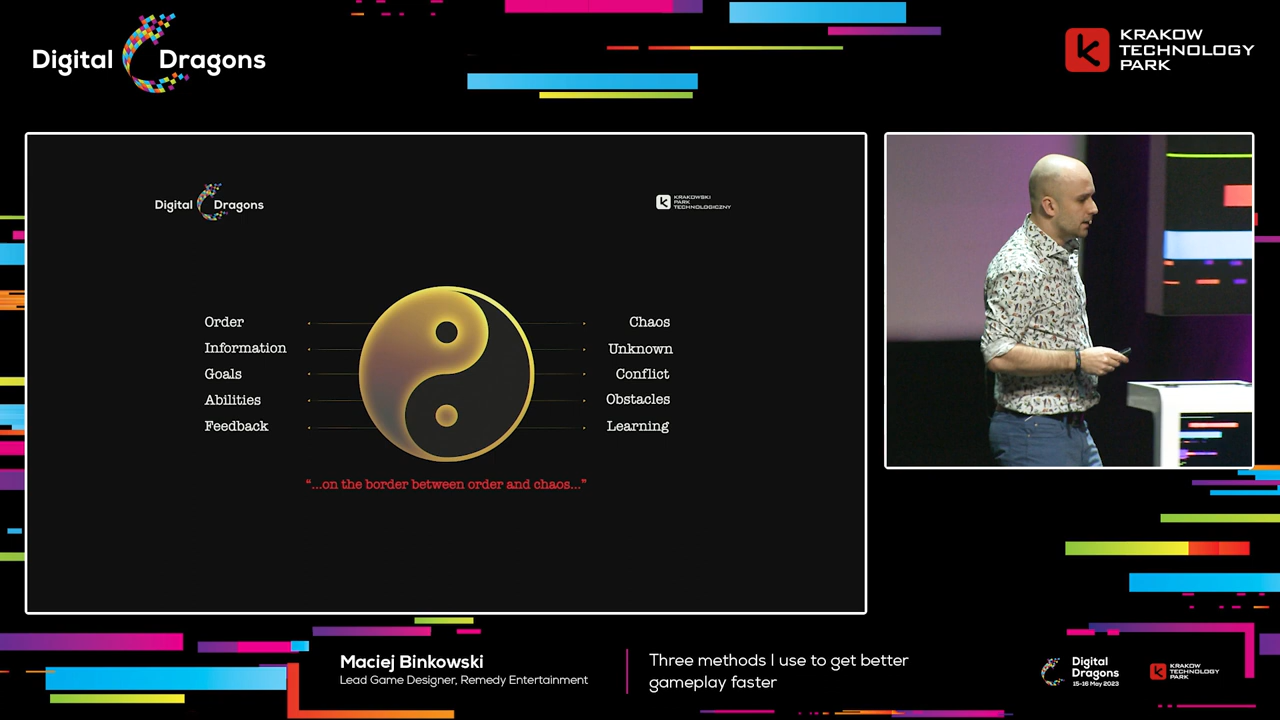 Digital Dragons
KRAKOW
TECHNOLOGY
PARK
Digital Dragons
KRAKOWSKI
PARK
TECHNOLOGICZNY
Order
Chaos
Information
Unknown
Goals
Conflict
Abilities
Obstacles
Feedback
Learning
“...on the border between order and chaos...”
Maciej Binkowski
Lead Game Designer, Remedy Entertainment
Three methods I use to get better
gameplay faster
Digital
Dragons
15-16 May 2023
KRAKOW
TECHNOLOGY
PARK